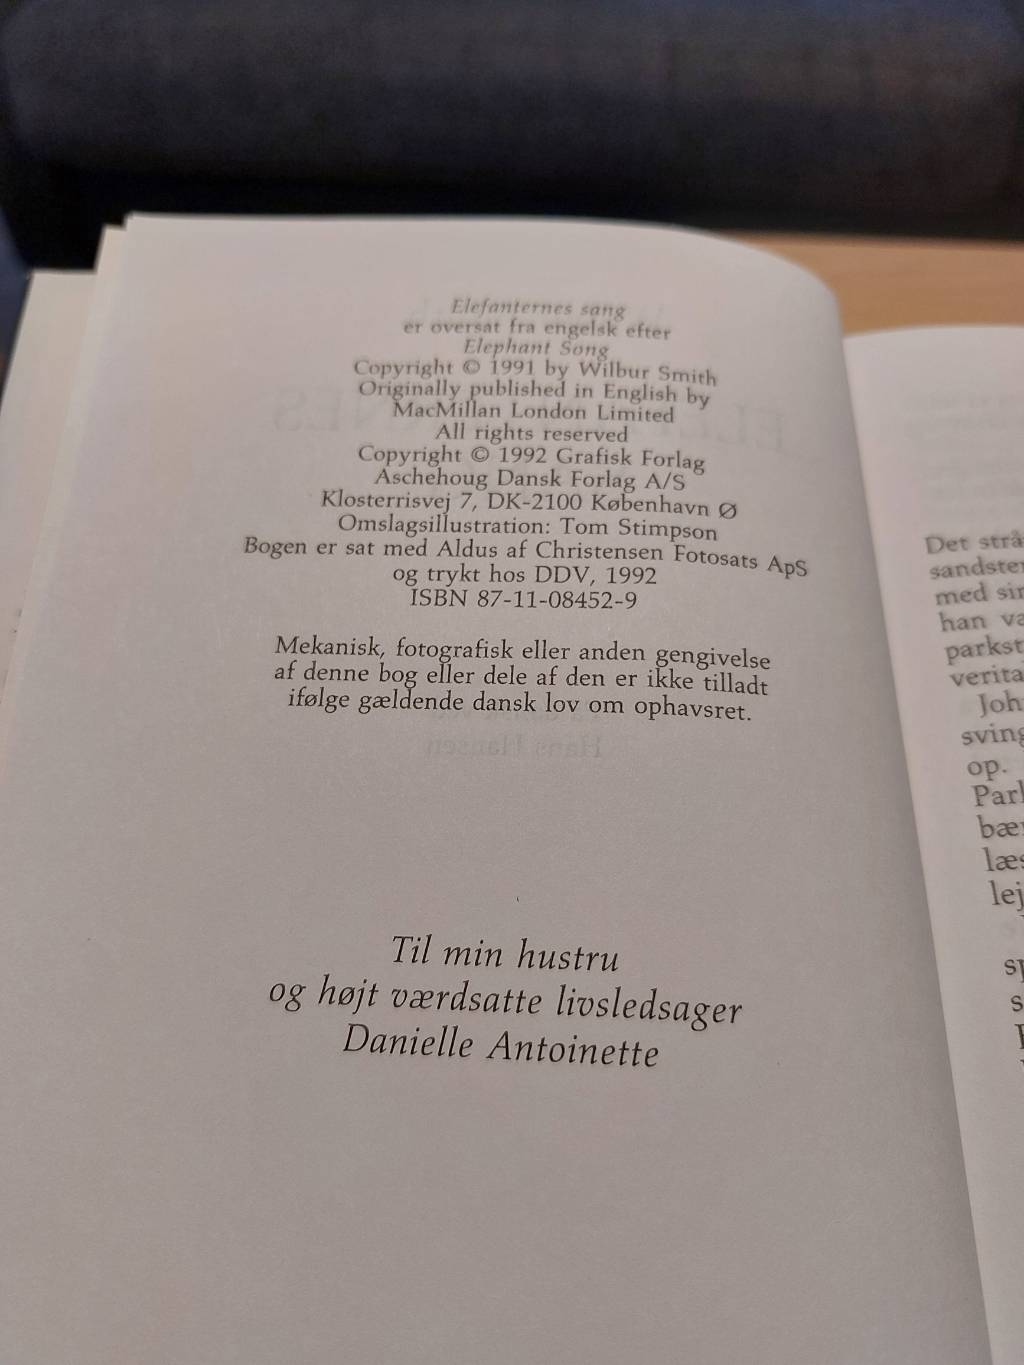 Elefanternes sang
er oversat fra engelsk efter
Elephant Song
Copyright © 1991 by Wilbur Smith
Originally published in English by
MacMillan London Limited
All rights reserved
Copyright © 1992 Grafisk Forlag
Aschehoug Dansk Forlag A/S
Klosterrisvej 7, DK-2100 København Ø
Omslagsillustration: Tom Stimpson
Bogen er sat med Aldus af Christensen Fotosats ApS
og trykt hos DDV, 1992
ISBN 87-11-08452-9
Mekanisk, fotografisk eller anden gengivelse
af denne bog eller dele af den er ikke tilladt
ifølge gældende dansk lov om ophavsret.
Til min hustru
og højt værdsatte livsledsager
Danielle Antoinette
Det
med
han
op.